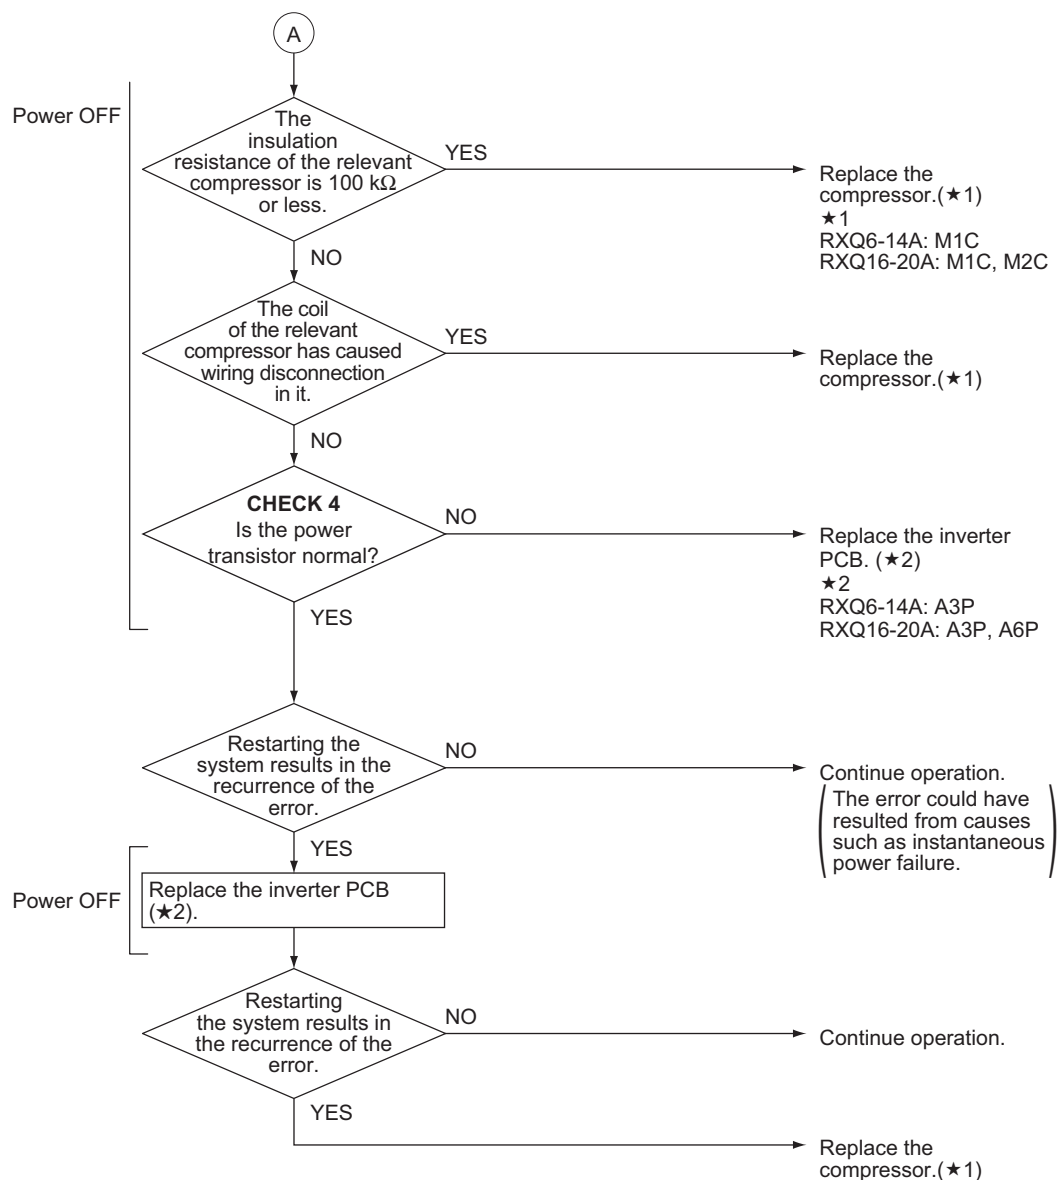 A
Power OFF
The
insulation
resistance of the relevant
compressor is 100 kΩ
or less.
YES
Replace the
compressor.(★1)
★1
RXQ6-14A: M1C
RXQ16-20A: M1C, M2C
NO
The coil
of the relevant
compressor has caused
wiring disconnection
in it.
YES
Replace the
compressor.(★1)
NO
CHECK 4
Is the power
transistor normal?
NO
Replace the inverter
PCB. (★2)
★2
RXQ6-14A: A3P
RXQ16-20A: A3P, A6P
YES
Restarting the
system results in the
recurrence of the
error.
NO
Continue operation.
The error could have
resulted from causes
such as instantaneous
power failure.
YES
Power OFF
Replace the inverter PCB
(★2).
Restarting
the system results in
the recurrence of the
error.
NO
Continue operation.
YES
Replace the
compressor.(★1)